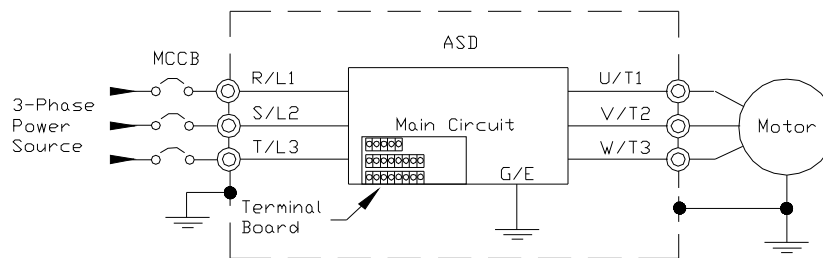 ASD
MCCB
R/L1
U/T1
3-Phase
Power
Source
S/L2
V/T2
Main Circuit
Motor
T/L3
W/T3
G/E
Terminal
Board